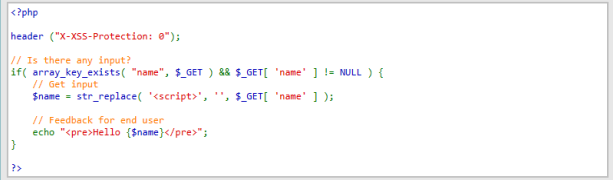 <?php
header ("X-XSS-Protection: 0");
// Is there any input?
if( array_key_exists( "name", $_GET ) && $_GET[ 'name' ] != NULL ) {
// Get input
$name = str_replace( '<script>', '', $_GET[ 'name' ] );
// Feedback for end user
echo "<pre>Hello {$name}</pre>";
}
?>